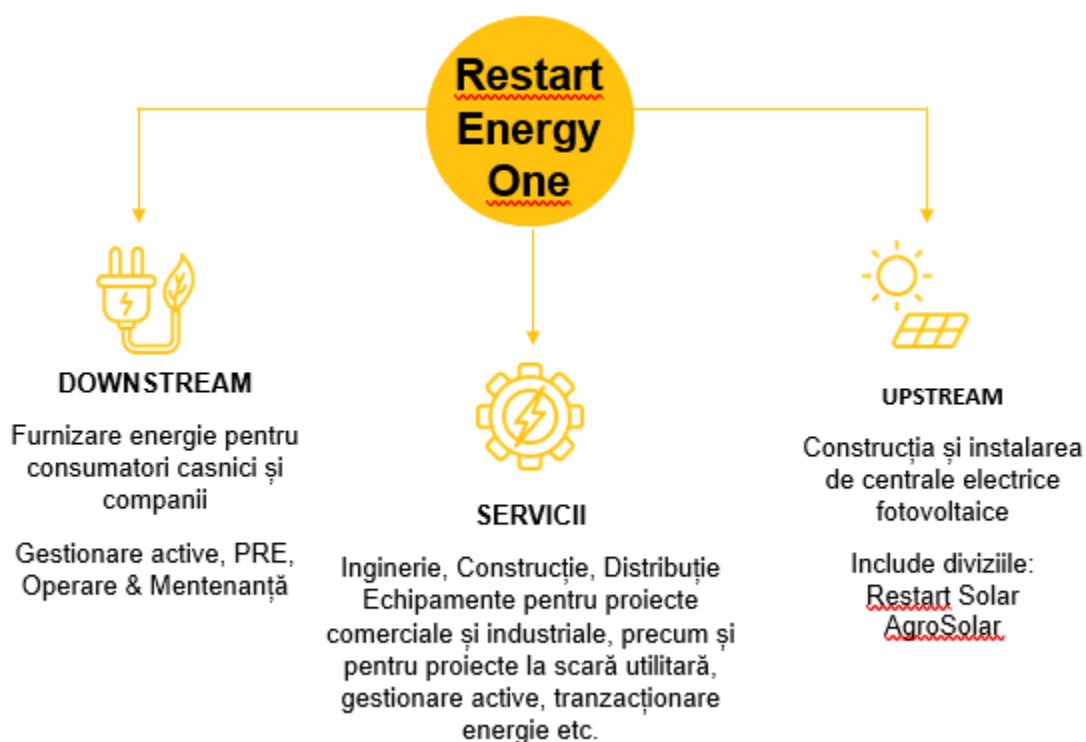 Restart
Energy
One
DOWNSTREAM
Furnizare energie pentru
consumatori casnici și
companii
Gestionare active, PRE,
Operare & Mentenanță
SERVICII
Inginerie, Construcție, Distribuție
Echipamente pentru proiecte
comerciale și industriale, precum și
pentru proiecte la scară utilitară,
gestionare active, tranzacționare
energie etc.
UPSTREAM
Construcția și instalarea
de centrale electrice
fotovoltaice
Include diviziile:
Restart Solar
AgroSolar